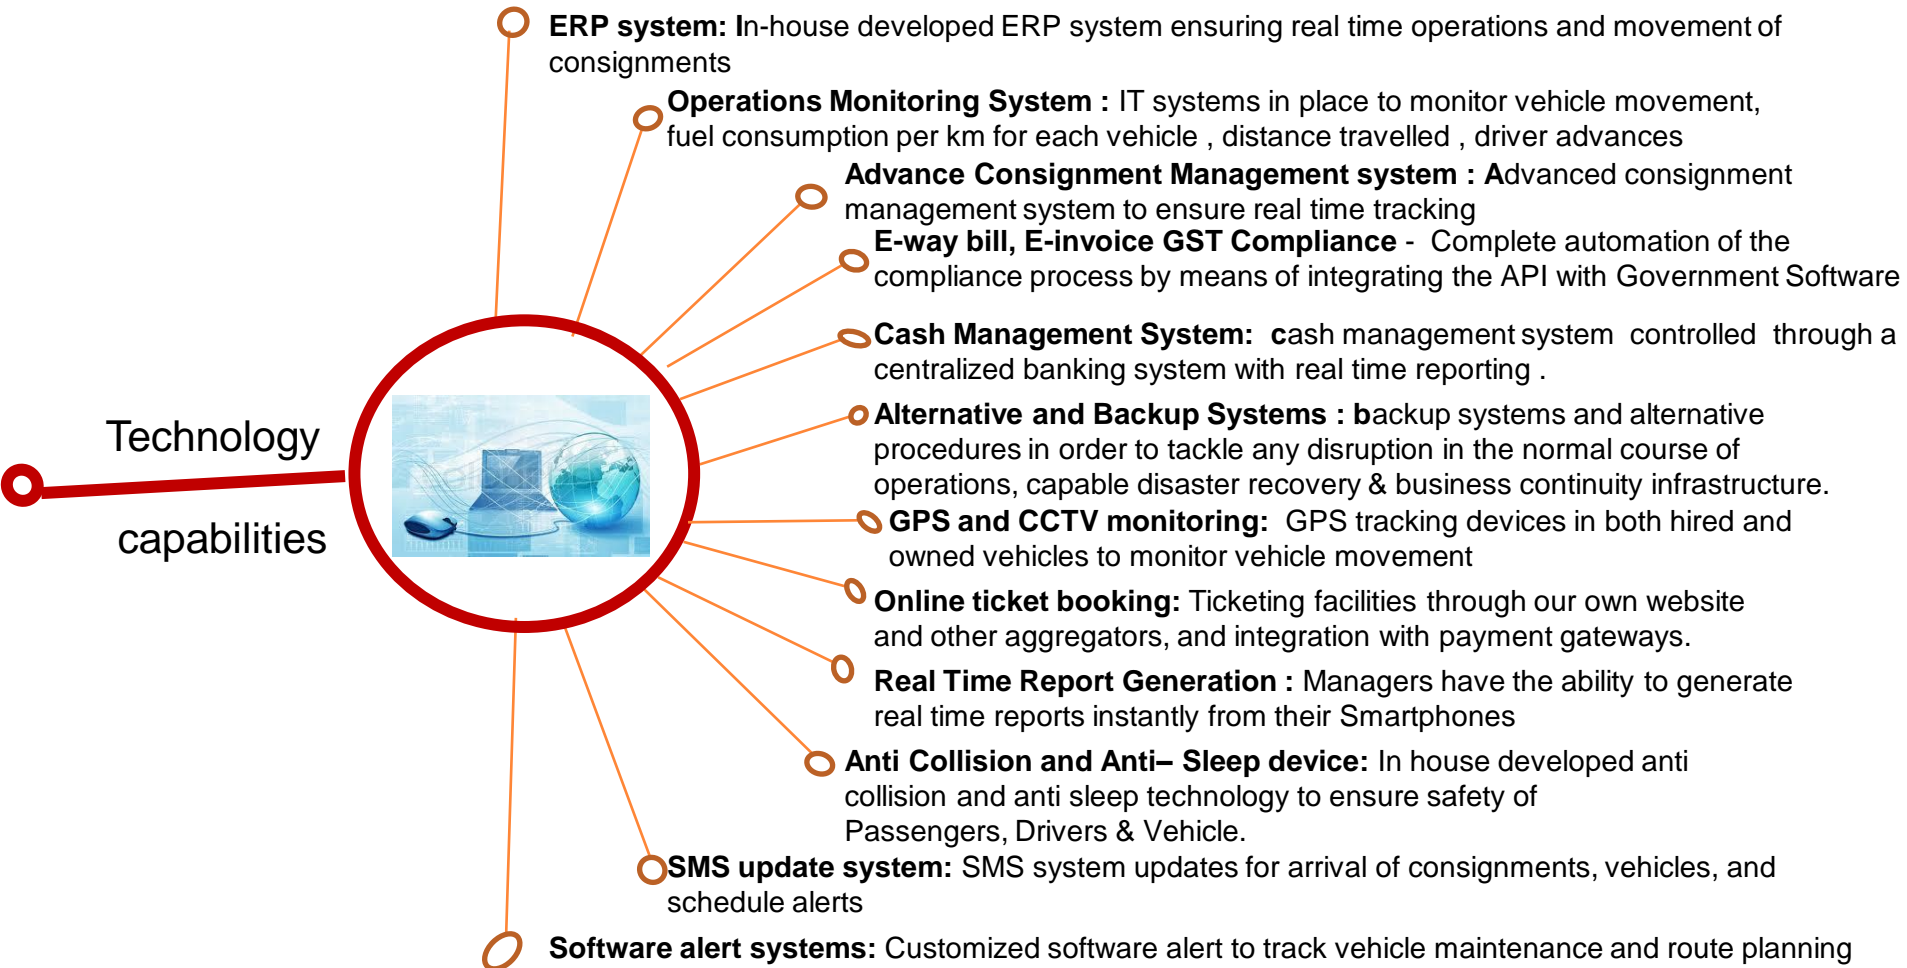 ERP system: In-house developed ERP system ensuring real time operations and movement of
consignments
Operations Monitoring System : IT systems in place to monitor vehicle movement,
fuel consumption per km for each vehicle , distance travelled , driver advances
Advance Consignment Management system : Advanced consignment
management system to ensure real time tracking
E-way bill, E-invoice GST Compliance - Complete automation of the
compliance process by means of integrating the API with Government Software
Cash Management System: cash management system controlled through a
centralized banking system with real time reporting .
Technology
capabilities
Alternative and Backup Systems : backup systems and alternative
procedures in order to tackle any disruption in the normal course of
operations, capable disaster recovery & business continuity infrastructure.
GPS and CCTV monitoring: GPS tracking devices in both hired and
owned vehicles to monitor vehicle movement
Online ticket booking: Ticketing facilities through our own website
and other aggregators, and integration with payment gateways.
Real Time Report Generation : Managers have the ability to generate
real time reports instantly from their Smartphones
Anti Collision and Anti– Sleep device: In house developed anti
collision and anti sleep technology to ensure safety of
Passengers, Drivers & Vehicle.
SMS update system: SMS system updates for arrival of consignments, vehicles, and
schedule alerts
Software alert systems: Customized software alert to track vehicle maintenance and route planning